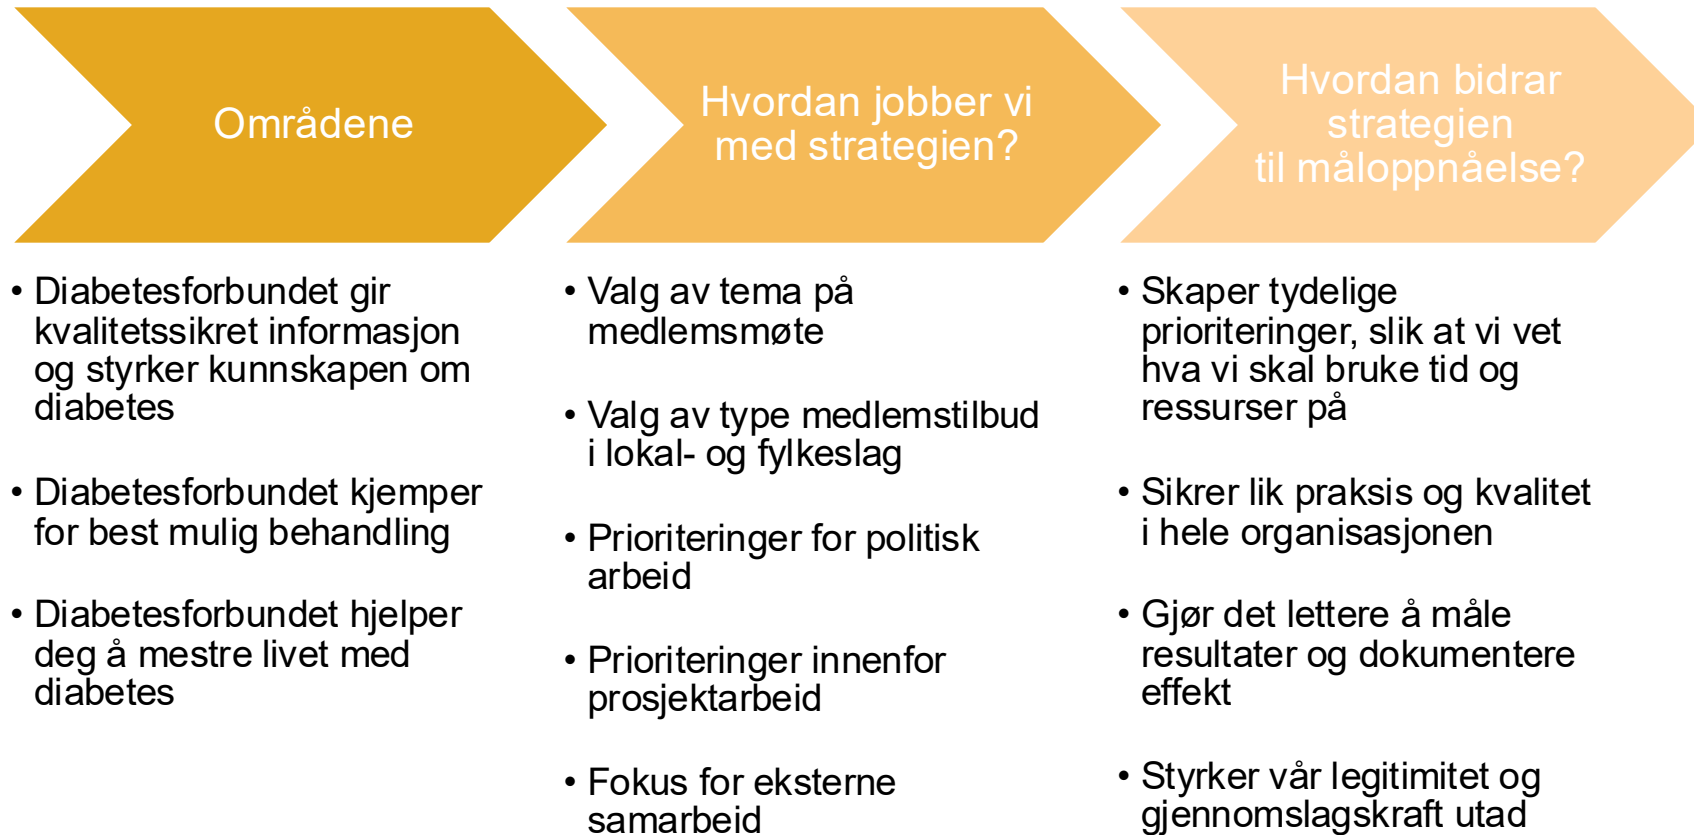 Områdene
Hvordan jobber vi
med strategien?
Hvordan bidrar
strategien
til måloppnåelse?
• Diabetesforbundet gir
kvalitetssikret informasjon
og styrker kunnskapen om
diabetes
• Diabetesforbundet kjemper
for best mulig behandling
• Diabetesforbundet hjelper
deg å mestre livet med
diabetes
• Valg av tema på
medlemsmøte
• Valg av type medlemstilbud
i lokal- og fylkeslag
• Prioriteringer for politisk
arbeid
• Prioriteringer innenfor
prosjektarbeid
• Fokus for eksterne
samarbeid
• Skaper tydelige
prioriteringer, slik at vi vet
hva vi skal bruke tid og
ressurser på
• Sikrer lik praksis og kvalitet
i hele organisasjonen
• Gjør det lettere å måle
resultater og dokumentere
effekt
• Styrker vår legitimitet og
gjennomslagskraft utad